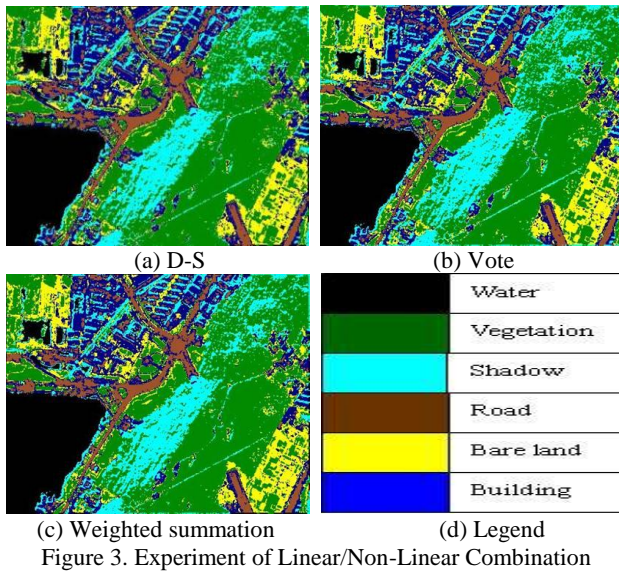 (a) D-S
(b) Vote
(c) Weighted summation
Water
Vegetation
Shadow
Road
Bare land
Building
(d) Legend
Figure 3. Experiment of Linear/Non-Linear Combination